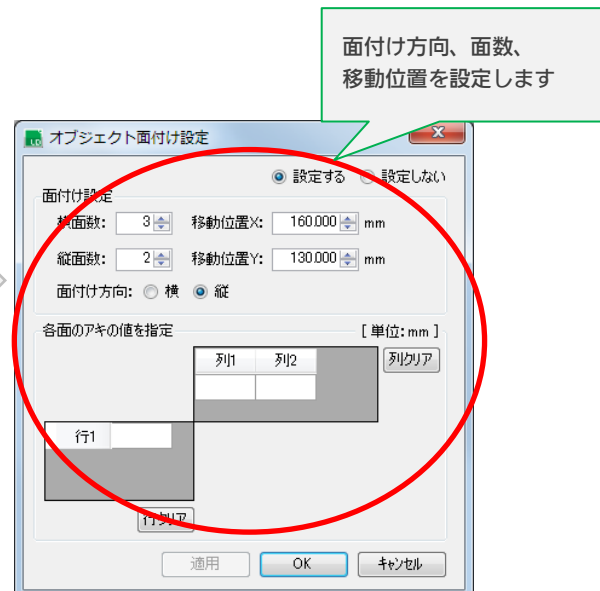 面付け方向、面数、
移動位置を設定します
LD オブジェクト面付け設定 X
設定する 設定しない
面付け設定
横面数: 3 移動位置X: 160.000 mm
縦面数: 2 移動位置Y: 130.000 mm
面付け方向: 横 縦
各面のアキの値を指定 [ 単位: mm ]
列1 列2 列クリア
行1
行クリア
適用 OK キャンセル